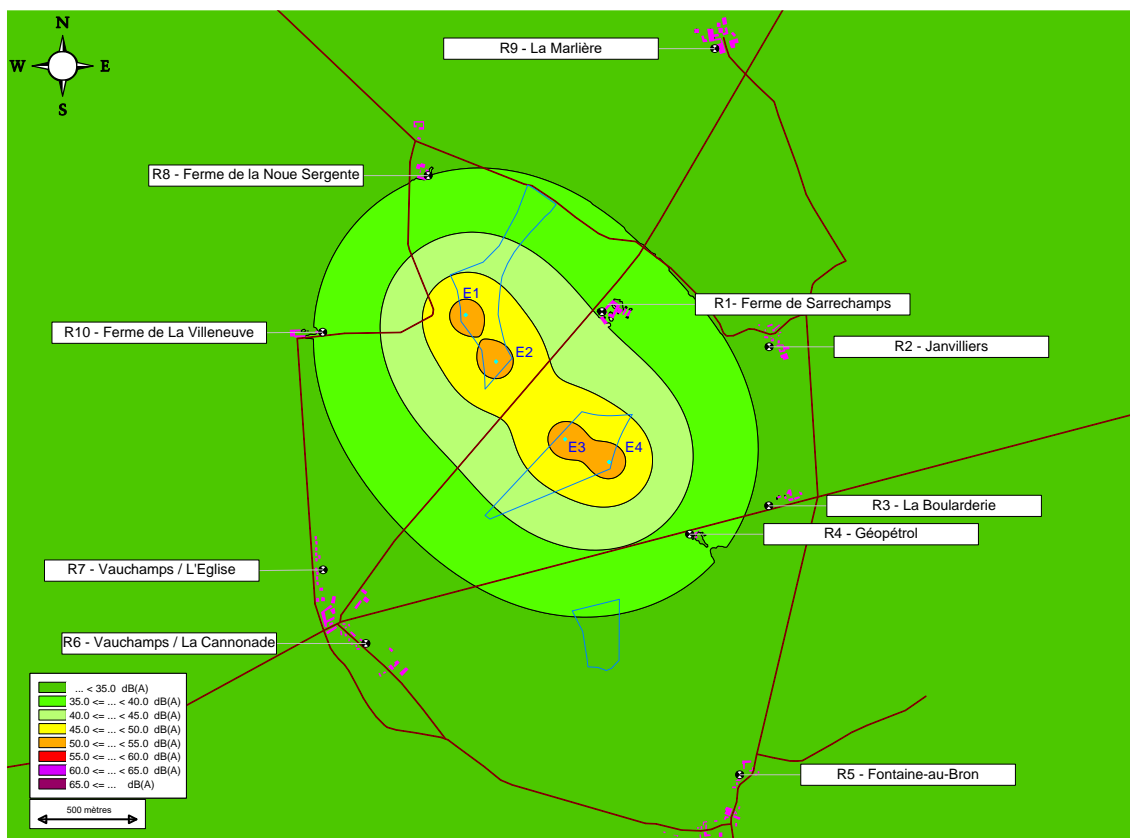 N
W
E
S
R9 - La Marlière
R8 - Ferme de la Noue Sergente
E1
R1- Ferme de Sarrechamps
R10 - Ferme de La Villeneuve
E2
R2 - Janvilliers
E3
E4
R3 - La Boularderie
R4 - Géopétrol
R7 - Vauchamps / L'Eglise
R6 - Vauchamps / La Cannonade
... < 35.0 dB(A)
35.0 <= ... < 40.0 dB(A)
40.0 <= ... < 45.0 dB(A)
45.0 <= ... < 50.0 dB(A)
50.0 <= ... < 55.0 dB(A)
55.0 <= ... < 60.0 dB(A)
60.0 <= ... < 65.0 dB(A)
65.0 <= ... dB(A)
R5 - Fontaine-au-Bron
500 mètres